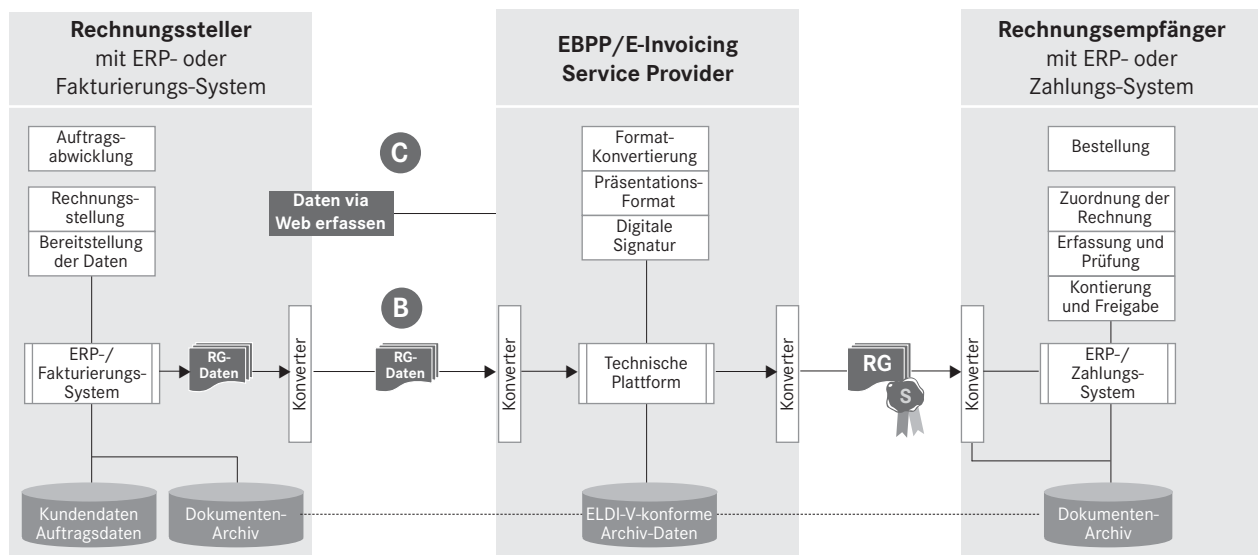 Rechnungssteller
mit ERP- oder
Fakturierungs-System
Auftrags-
abwicklung
Rechnungs-
stellung
Bereitstellung
der Daten
ERP-/
Fakturierungs-
System
RG-
Daten
Konverter
Kundendaten
Auftragsdaten
Dokumenten-
Archiv
C
Daten via
Web erfassen
B
RG-
Daten
EBPP/E-Invoicing
Service Provider
Format-
Konvertierung
Präsentations-
Format
Digitale
Signatur
Konverter
Technische
Plattform
Konverter
ELDI-V-konforme
Archiv-Daten
RG
S
Rechnungsempfänger
mit ERP- oder
Zahlungs-System
Bestellung
Zuordnung der
Rechnung
Erfassung und
Prüfung
Kontierung
und Freigabe
Konverter
ERP-/
Zahlungs-
System
Dokumenten-
Archiv